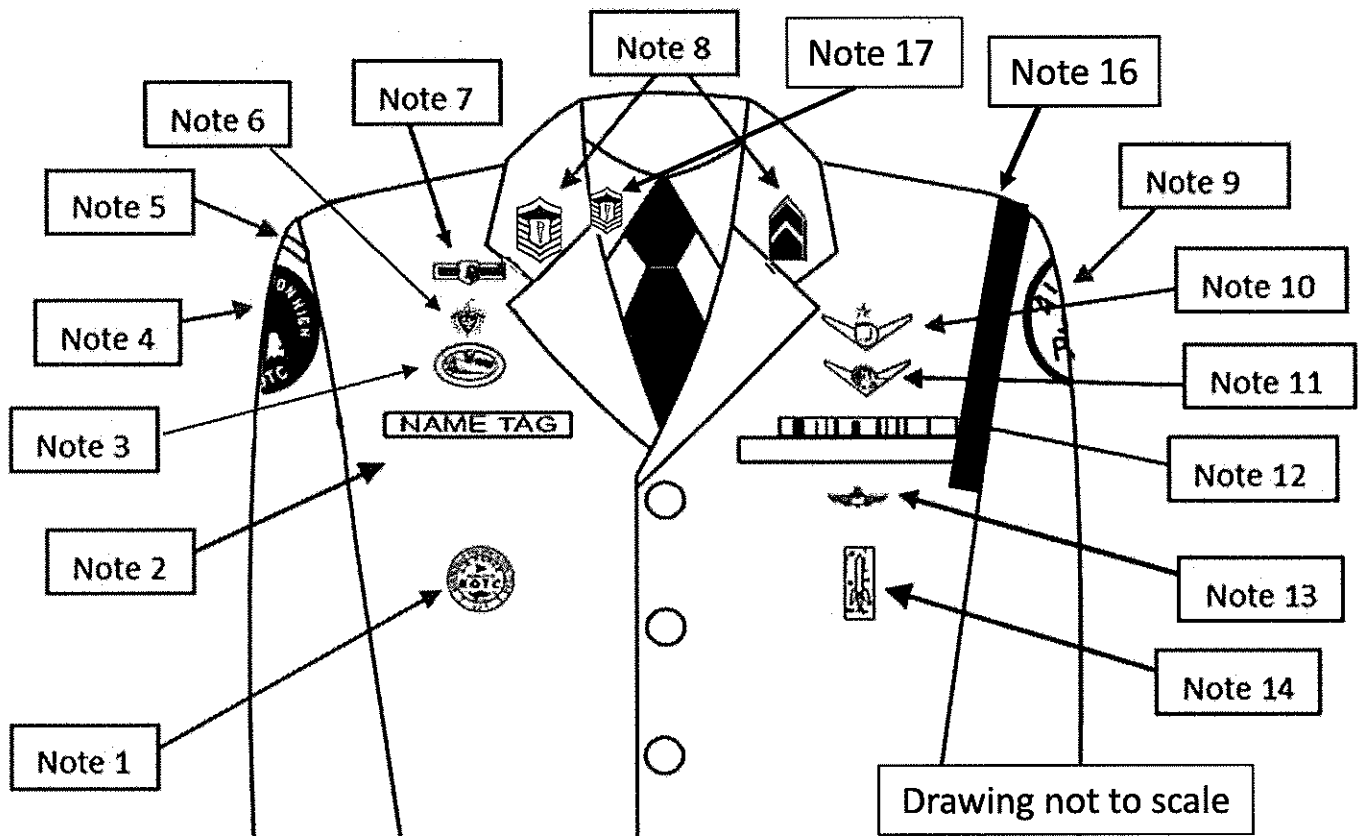 Note 8
Note 17
Note 16
Note 7
Note 6
Note 9
Note 5
Note 10
Note 4
Note 11
NAME TAG
Note 3
Note 12
Note 2
ROTC
Note 13
Note 14
Note 1
Drawing not to scale